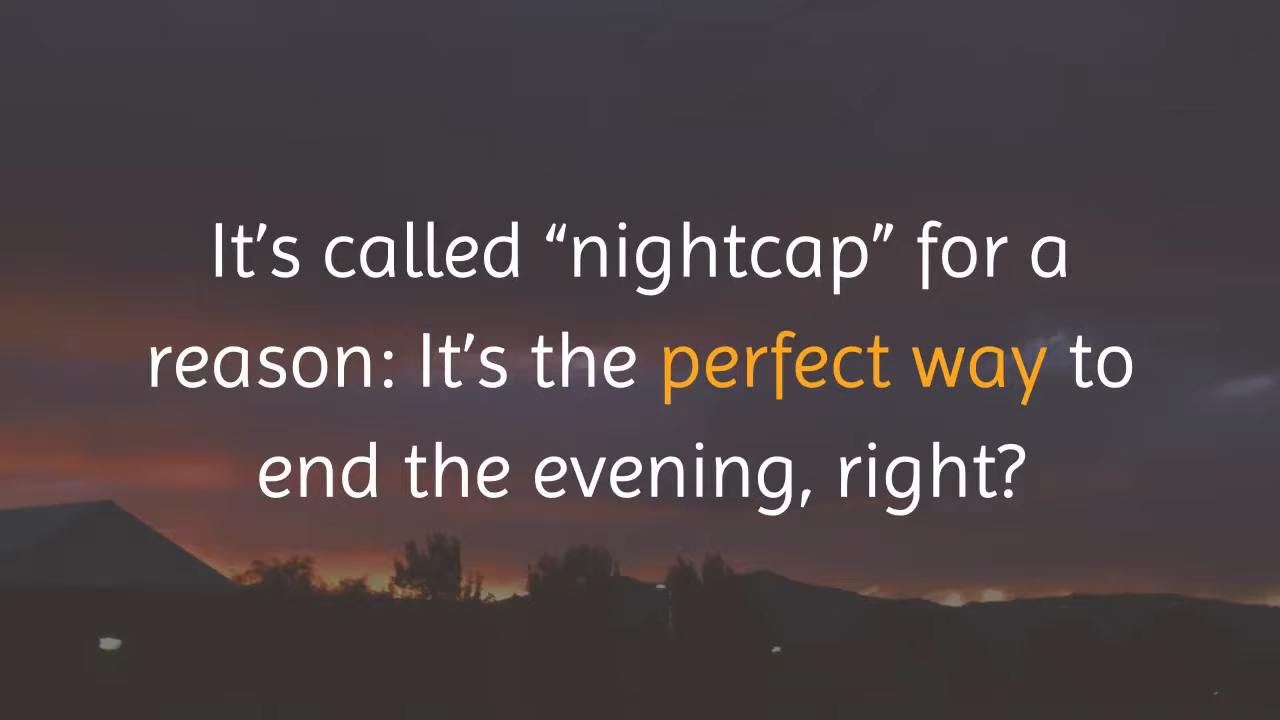 It’s called “nightcap” for a
reason: It’s the perfect way to
end the evening, right?